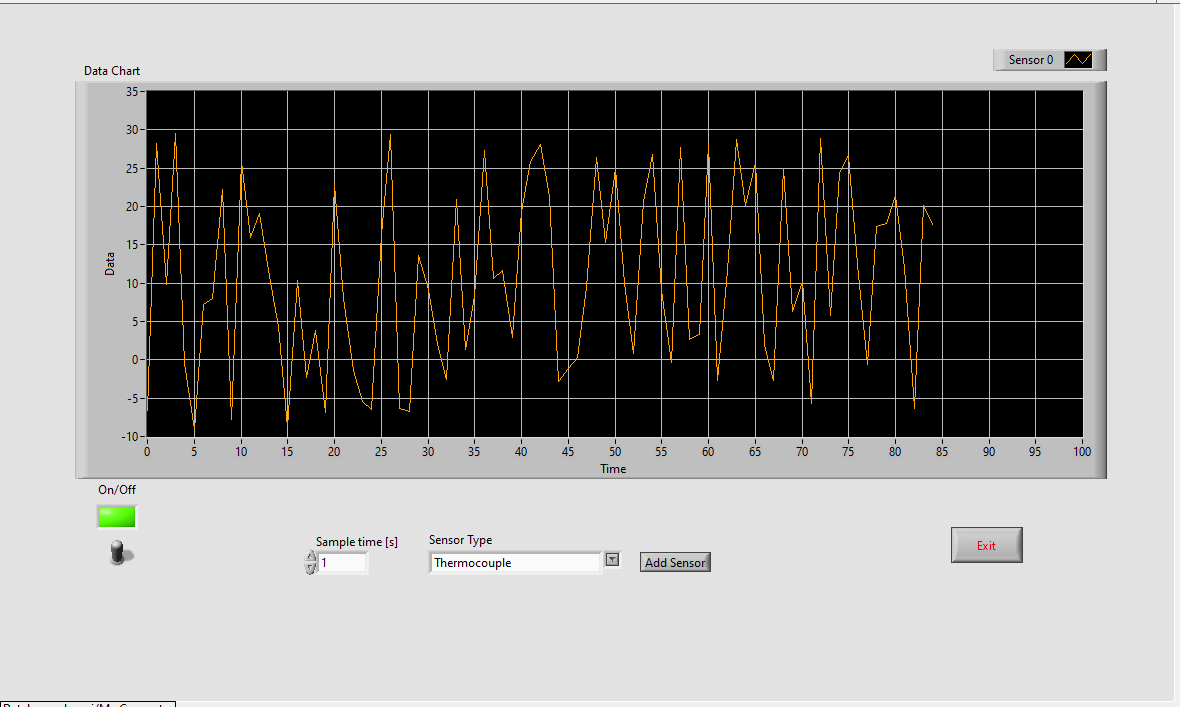 Sensor 0
Data Chart
35
30
25
20
15
10
5
0
-5
-10
Data
0 5 10 15 20 25 30 35 40 45 50 55 60 65 70 75 80 85 90 95 100
Time
On/Off
Sample time [s]
1
Sensor Type
Thermocouple
Add Sensor
Exit